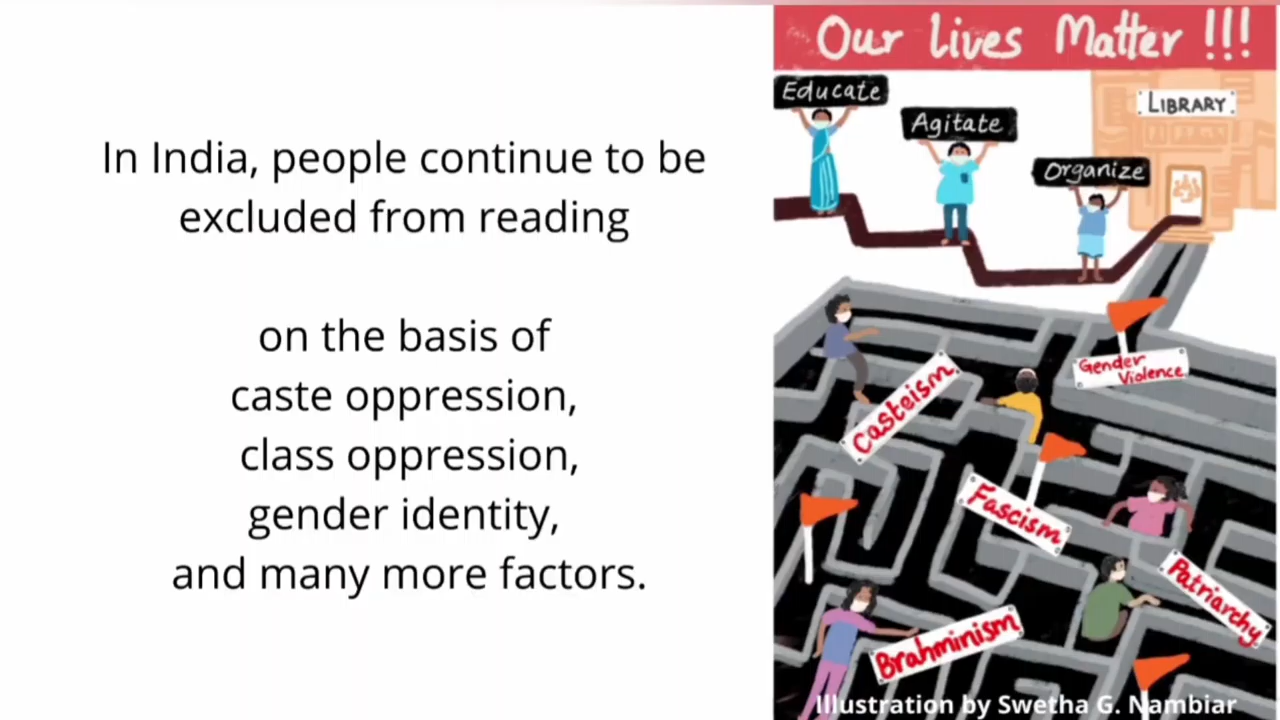 In India, people continue to be
excluded from reading
on the basis of
caste oppression,
class oppression,
gender identity,
and many more factors.
Our Lives Matter !!!
Educate
Agitate
Organize
LIBRARY
Gender
Violence
Casteism
Fascism
Patriarchy
Brahminism
Illustration by Swetha G. Nambiar